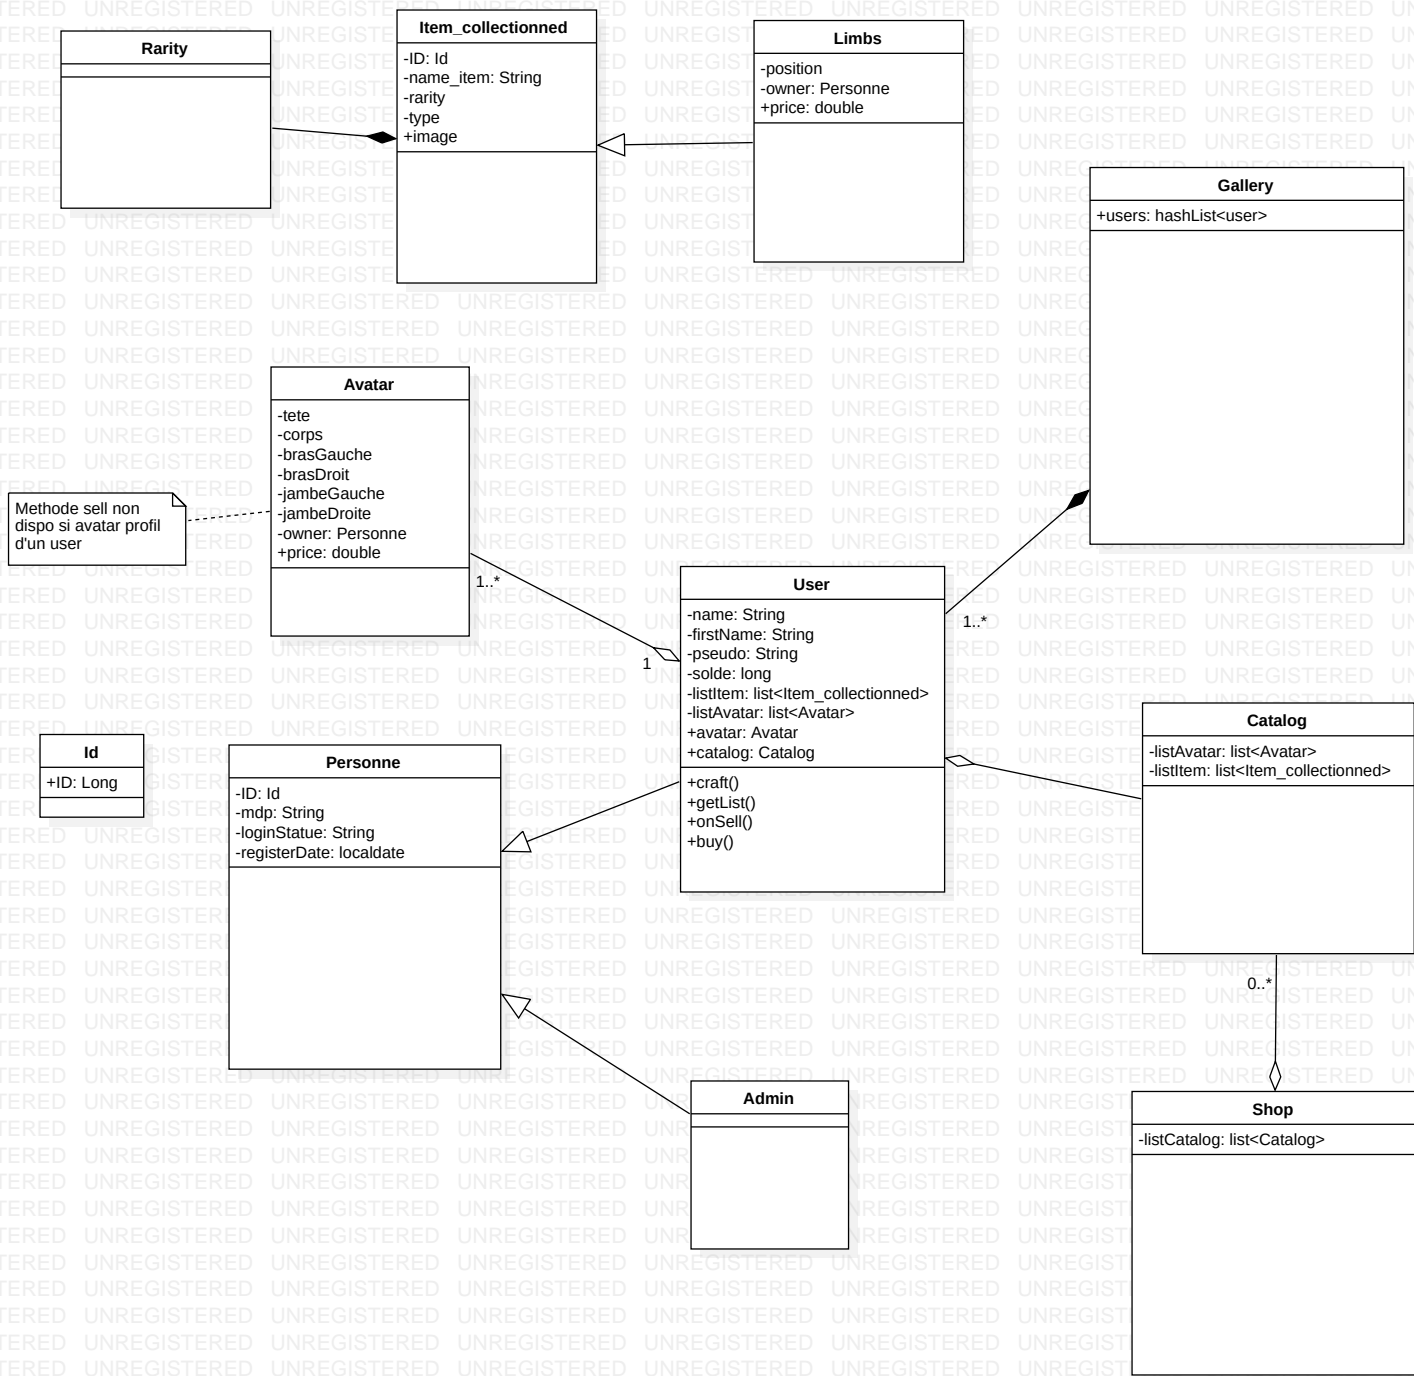 Rarity
Item_collectionned
-ID: Id
-name_item: String
-rarity
-type
+image
Limbs
-position
-owner: Personne
+price: double
Gallery
+users: hashList<user>
Avatar
-tete
-corps
-brasGauche
-brasDroit
-jambeGauche
-jambeDroite
-owner: Personne
+price: double
Methode sell non
dispo si avatar profil
d'un user
1..*
1
User
-name: String
-firstName: String
-pseudo: String
-solde: long
-listItem: list<Item_collectionned>
-listAvatar: list<Avatar>
+avatar: Avatar
+catalog: Catalog
+craft()
+getList()
+onSell()
+buy()
1..*
Catalog
-listAvatar: list<Avatar>
-listItem: list<Item_collectionned>
Id
+ID: Long
Personne
-ID: Id
-mdp: String
-loginStatue: String
-registerDate: localdate
0..*
Admin
Shop
-listCatalog: list<Catalog>
UNREGISTERED